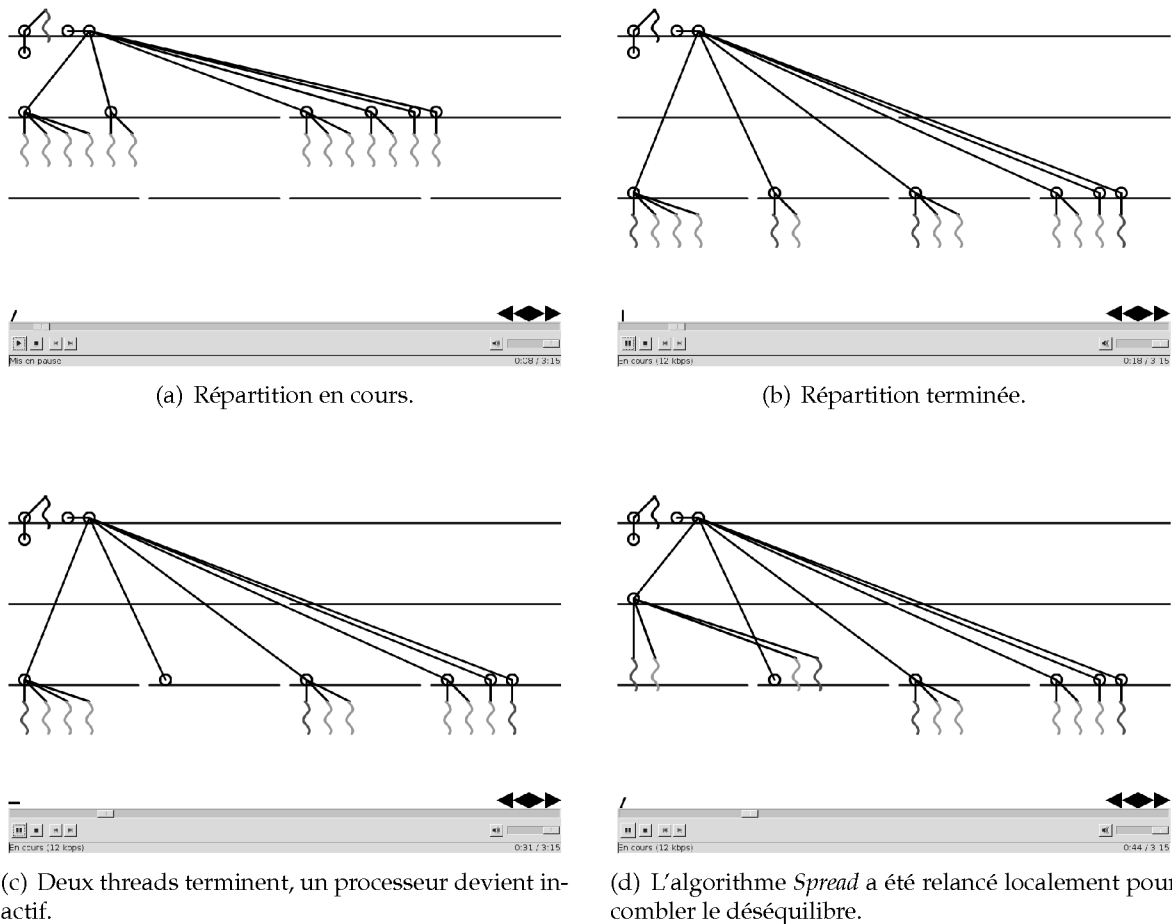 Mis en pause
0:08 / 3:15
En cours (12 kbps)
0:18 / 3:15
(a) Répartition en cours.
(b) Répartition terminée.
En cours (12 kbps)
0:31 / 3:15
En cours (12 kbps)
0:44 / 3:15
(c) Deux threads terminent, un processeur devient in-
actif.
(d) L'algorithme Spread a été relancé localement pour
combler le déséquilibre.